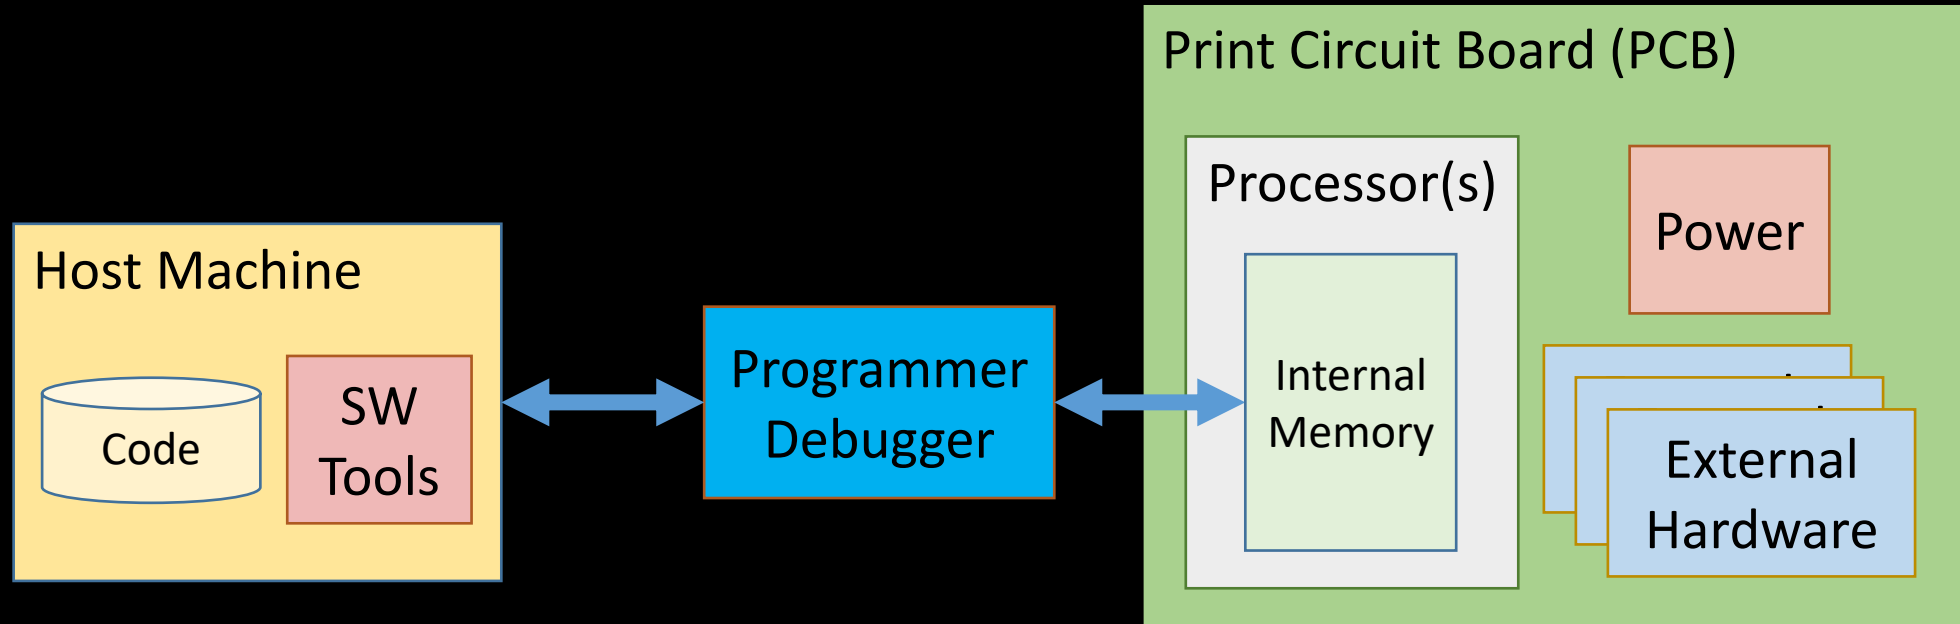 Print Circuit Board (PCB)
Processor(s)
Power
Host Machine
Code
SW
Tools
Programmer
Debugger
Internal
Memory
External
Hardware